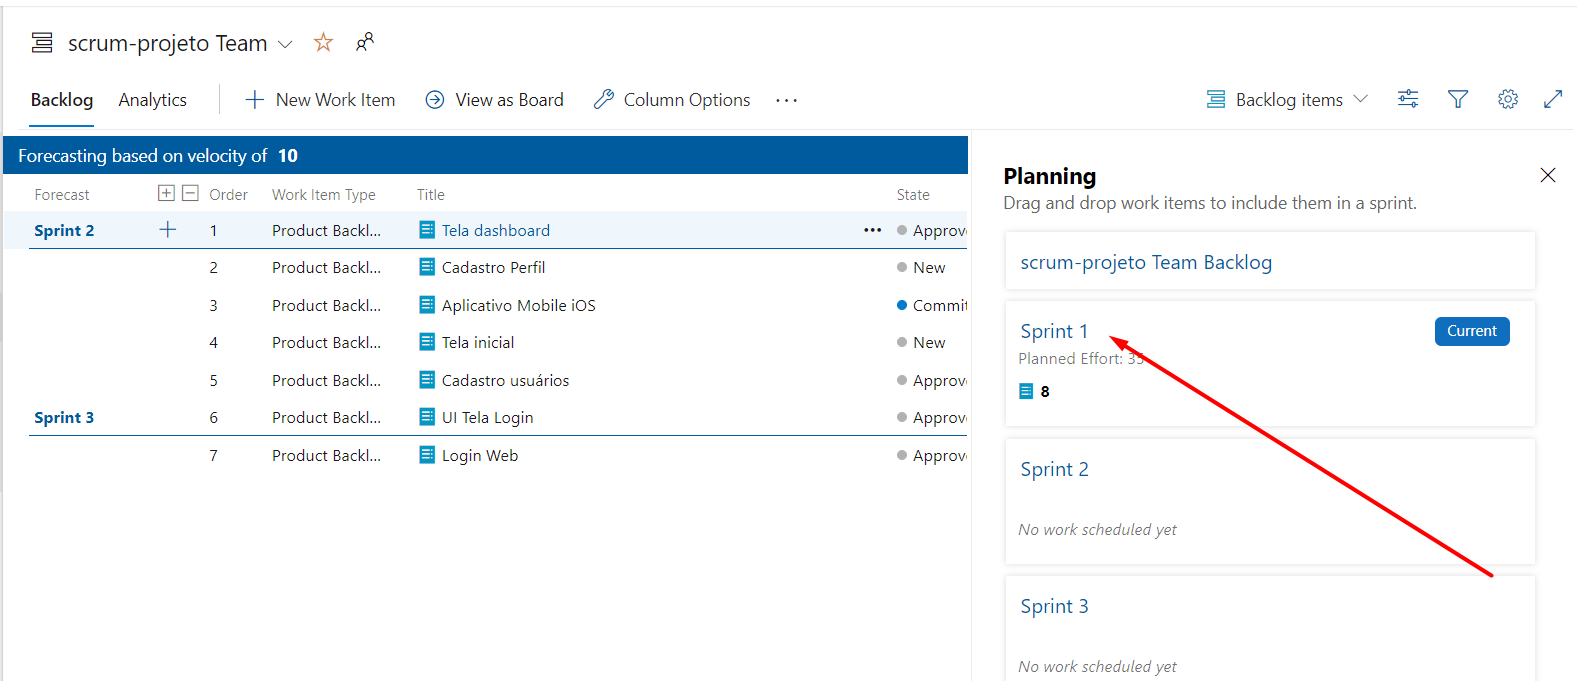 scrum-projeto Team
Backlog Analytics New Work Item View as Board Column Options ... Backlog items
Forecasting based on velocity of 10
Forecast Order Work Item Type Title State
Sprint 2 1 Product Backl... Tela dashboard ... Approv
2 Product Backl... Cadastro Perfil New
3 Product Backl... Aplicativo Mobile iOS Commit
4 Product Backl... Tela inicial New
5 Product Backl... Cadastro usuários Approv
Sprint 3 6 Product Backl... UI Tela Login Approv
7 Product Backl... Login Web Approv
Planning
Drag and drop work items to include them in a sprint.
scrum-projeto Team Backlog
Sprint 1 Current
Planned Effort: 35
8
Sprint 2
No work scheduled yet
Sprint 3
No work scheduled yet